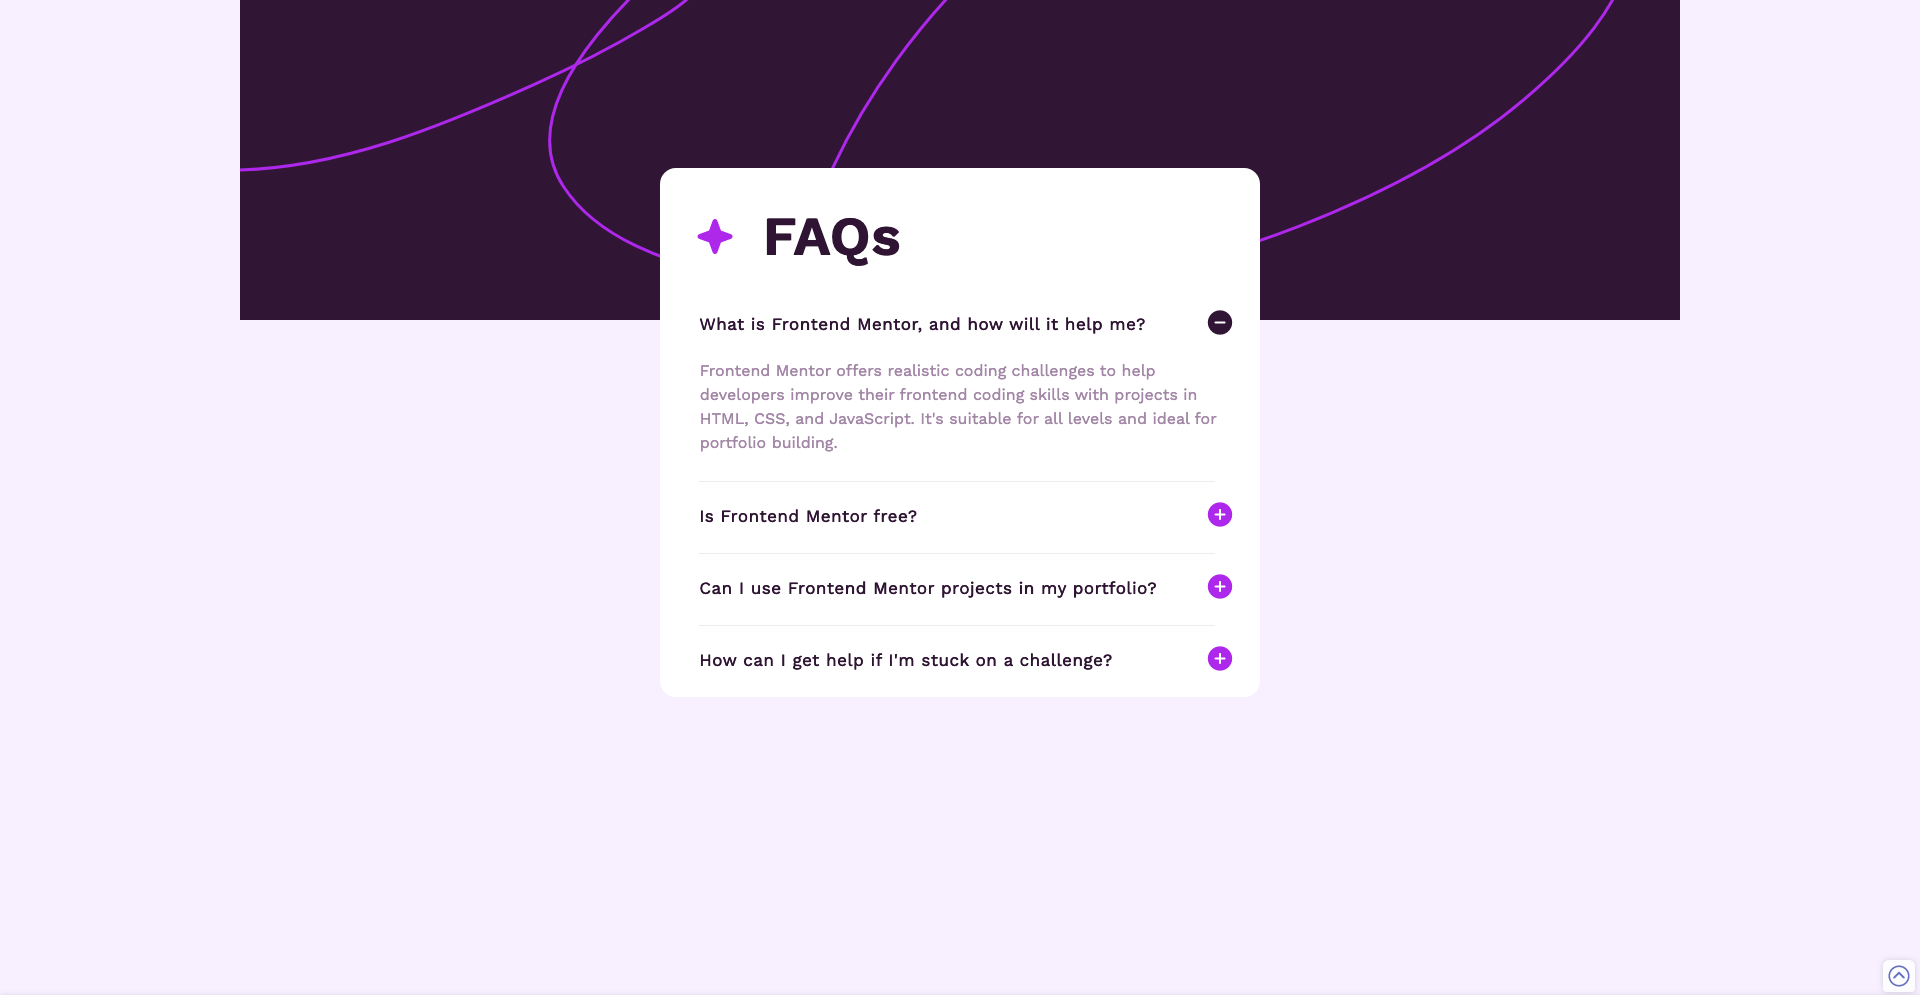 FAQs
What is Frontend Mentor, and how will it help me?
Frontend Mentor offers realistic coding challenges to help
developers improve their frontend coding skills with projects in
HTML, CSS, and JavaScript. It's suitable for all levels and ideal for
portfolio building.
Is Frontend Mentor free?
Can I use Frontend Mentor projects in my portfolio?
How can I get help if I'm stuck on a challenge?